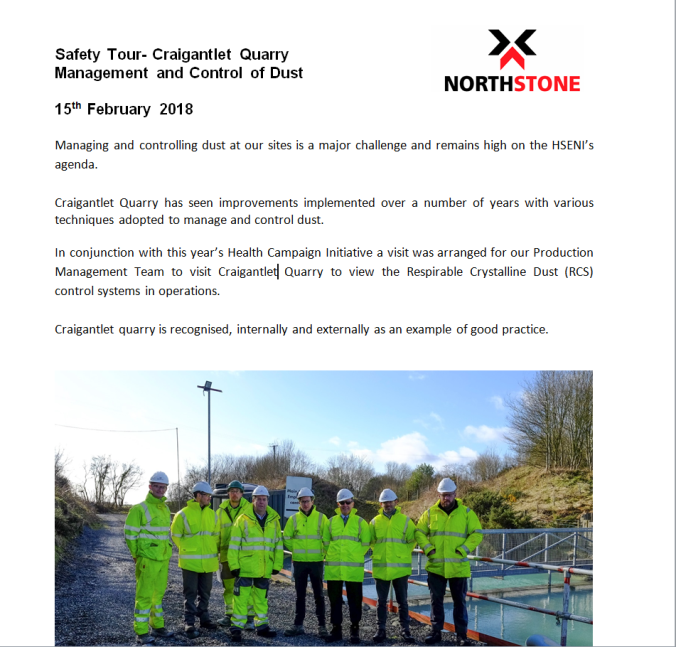 Safety Tour- Craigantlet Quarry
Management and Control of Dust
NORTHSTONE
15th February 2018
Managing and controlling dust at our sites is a major challenge and remains high on the HSENI's
agenda.
Craigantlet Quarry has seen improvements implemented over a number of years with various
techniques adopted to manage and control dust.
In conjunction with this year's Health Campaign Initiative a visit was arranged for our Production
Management Team to visit Craigantlet Quarry to view the Respirable Crystalline Dust (RCS)
control systems in operations.
Craigantlet quarry is recognised, internally and externally as an example of good practice.